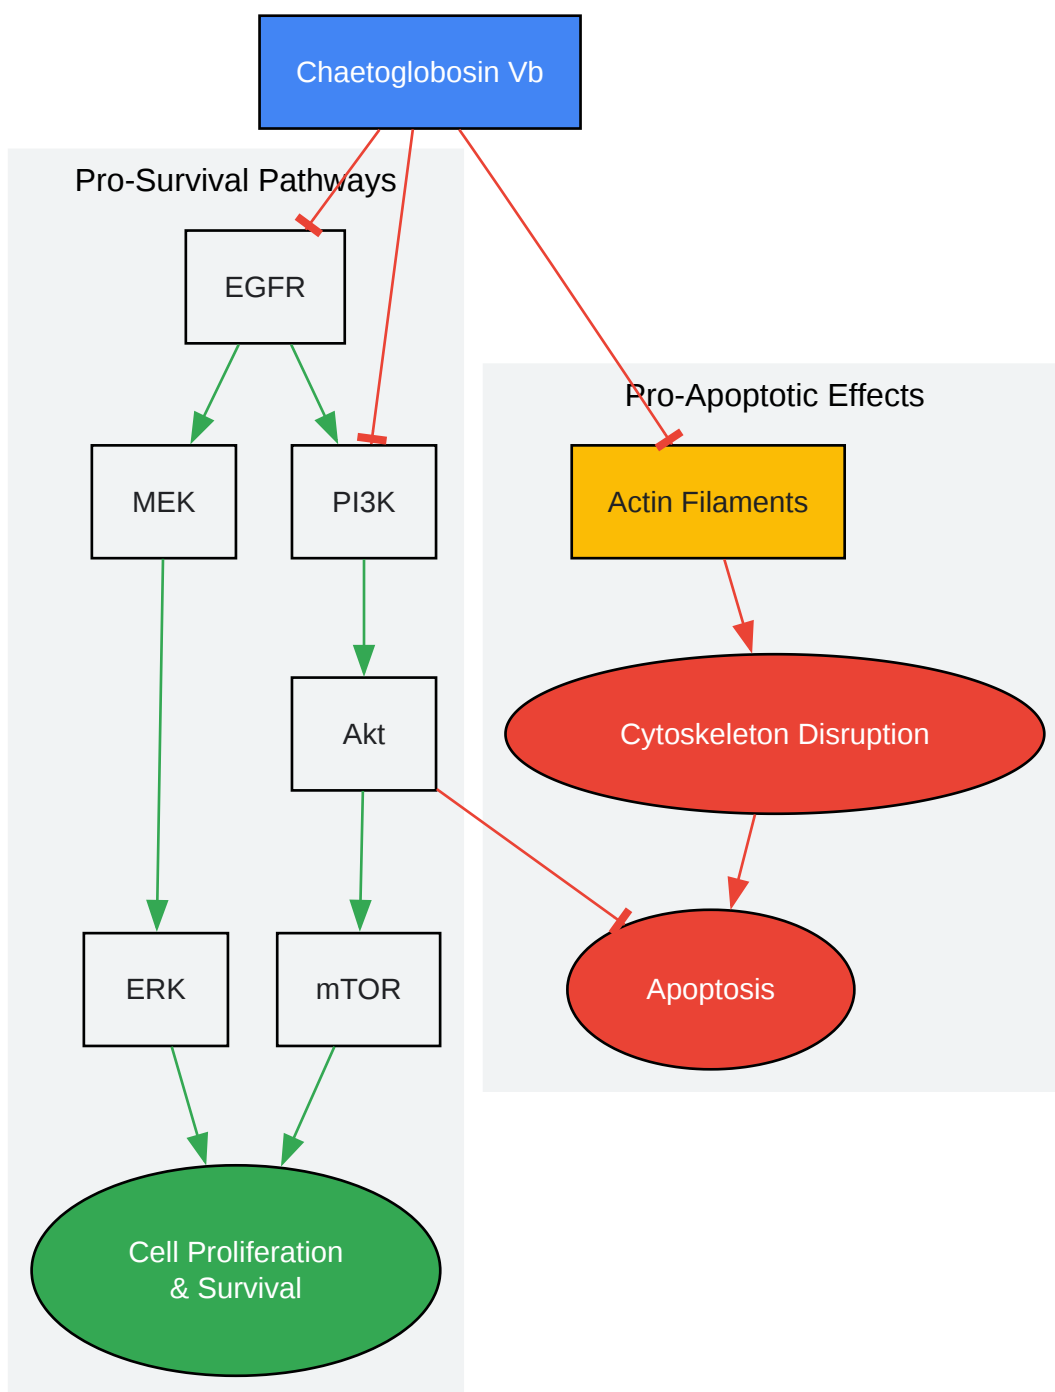 Chaetoglobosin Vb
Pro-Survival Pathways
EGFR
Pro-Apoptotic Effects
MEK
PI3K
Actin Filaments
Akt
Cytoskeleton Disruption
ERK
mTOR
Apoptosis
Cell Proliferation
& Survival